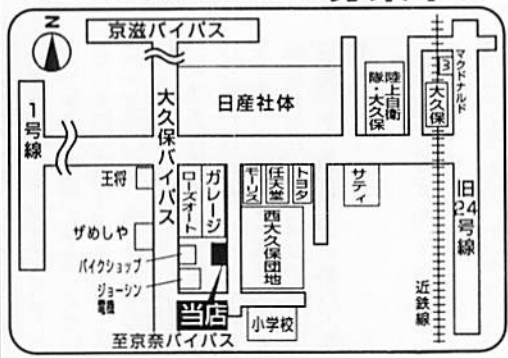 N
京滋バイパス
1号線
大久保バイパス
日産社体
陸上自衛
隊・大久保
大久保
3
マクドナルド
王将
ローズオート
ガレージ
モーリス
任天堂
トヨタ
サティ
旧24号線
ザめしや
西大久保団地
バイクショップ
ジョーシン
電機
近鉄線
当店
小学校
至京奈バイパス